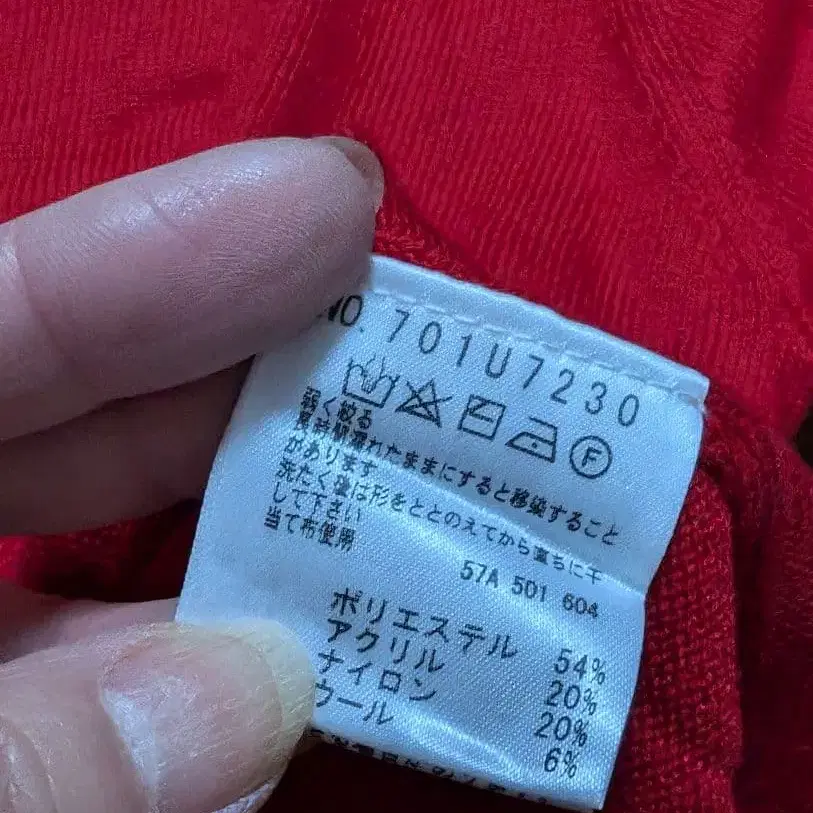 NO. 701U7230
F
弱く絞る
長時間濡れたままにすると移染すること
があります
洗たく後は形をととのえてから直ちに干
して下さい
当て布使用
57A 501 604
ポリエステル 54%
アクリル 20%
ナイロン 20%
ウール 6%